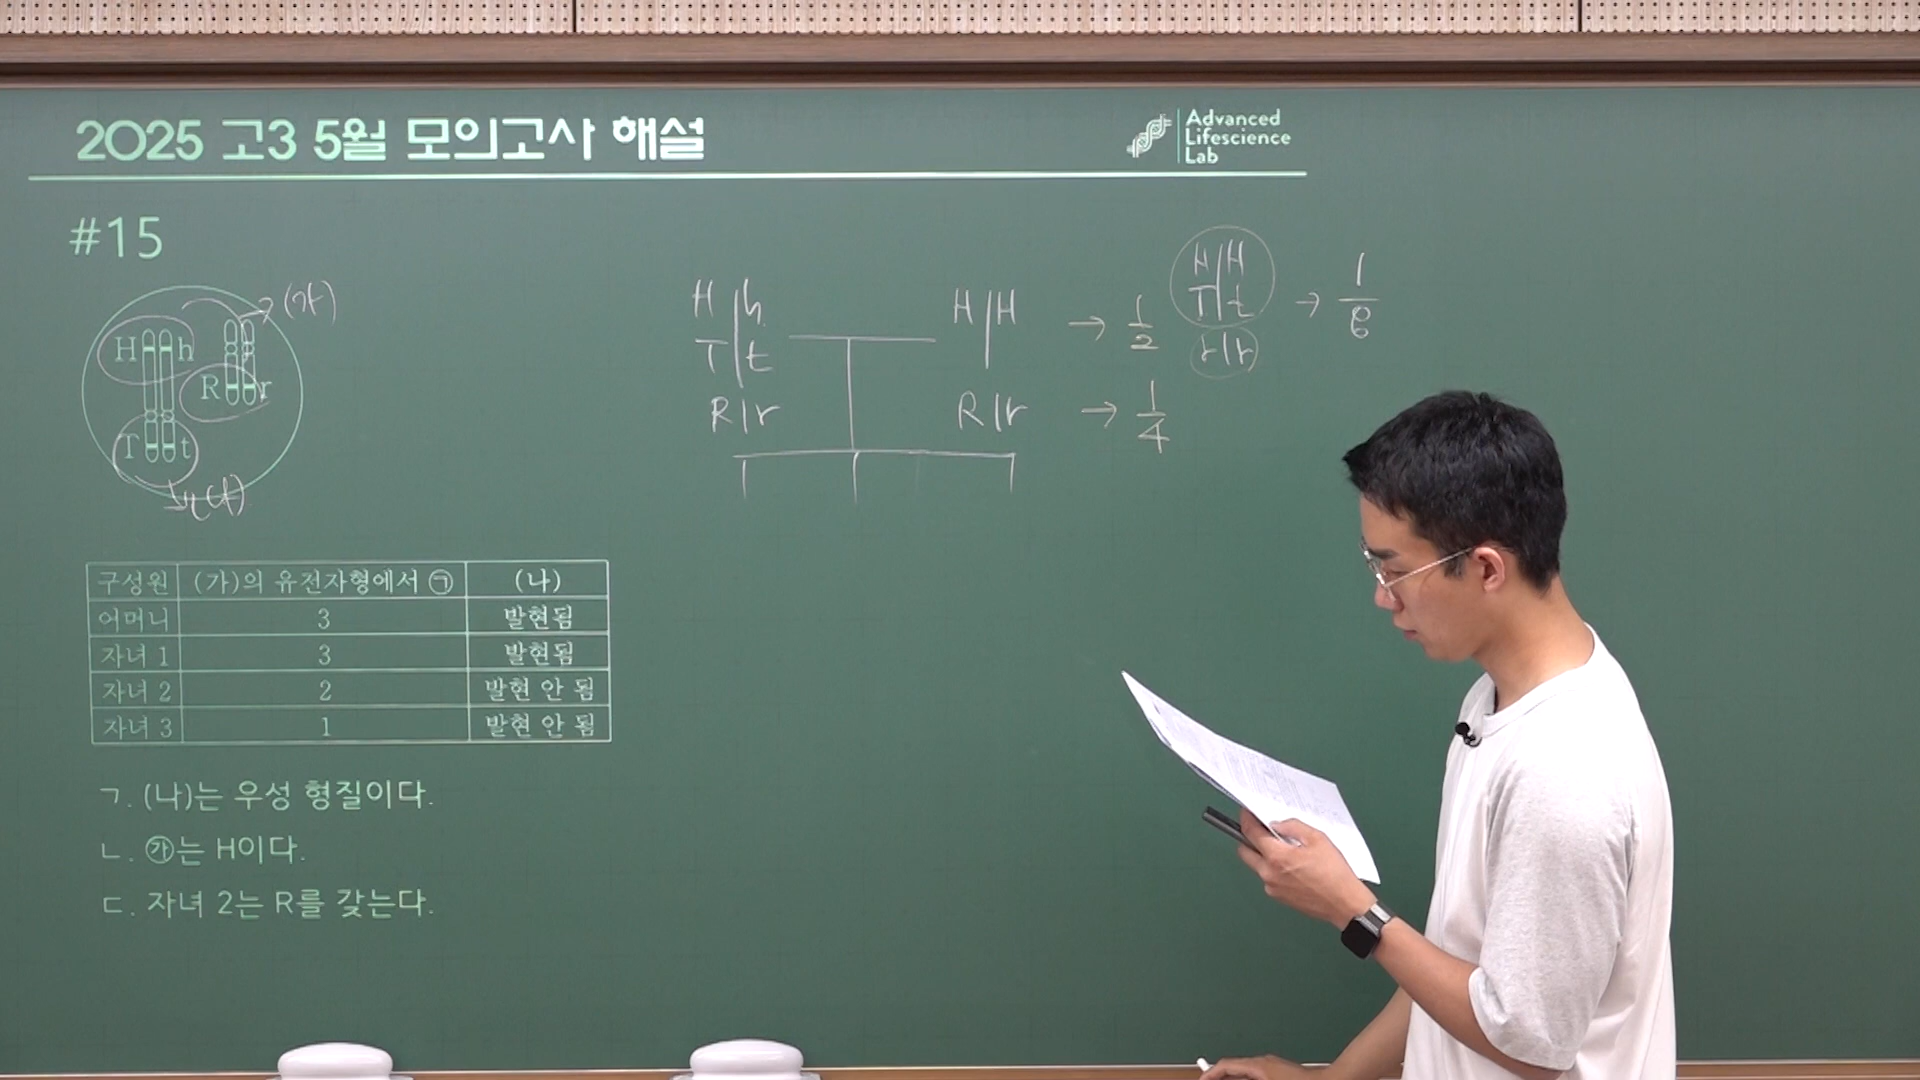 2025 고3 5월 모의고사 해설
Advanced
Lifescience
Lab
#15
(가)
H h
R r
T t
(나)
H h
T t
R r
H H
R r
→ 1/2
→ 1/4
H H
T t
r r
→ 1/8
구성원 (가)의 유전자형에서 ㉠ (나)
어머니 3 발현됨
자녀 1 3 발현됨
자녀 2 2 발현 안 됨
자녀 3 1 발현 안 됨
ㄱ. (나)는 우성 형질이다.
ㄴ. ㉮는 H이다.
ㄷ. 자녀 2는 R를 갖는다.